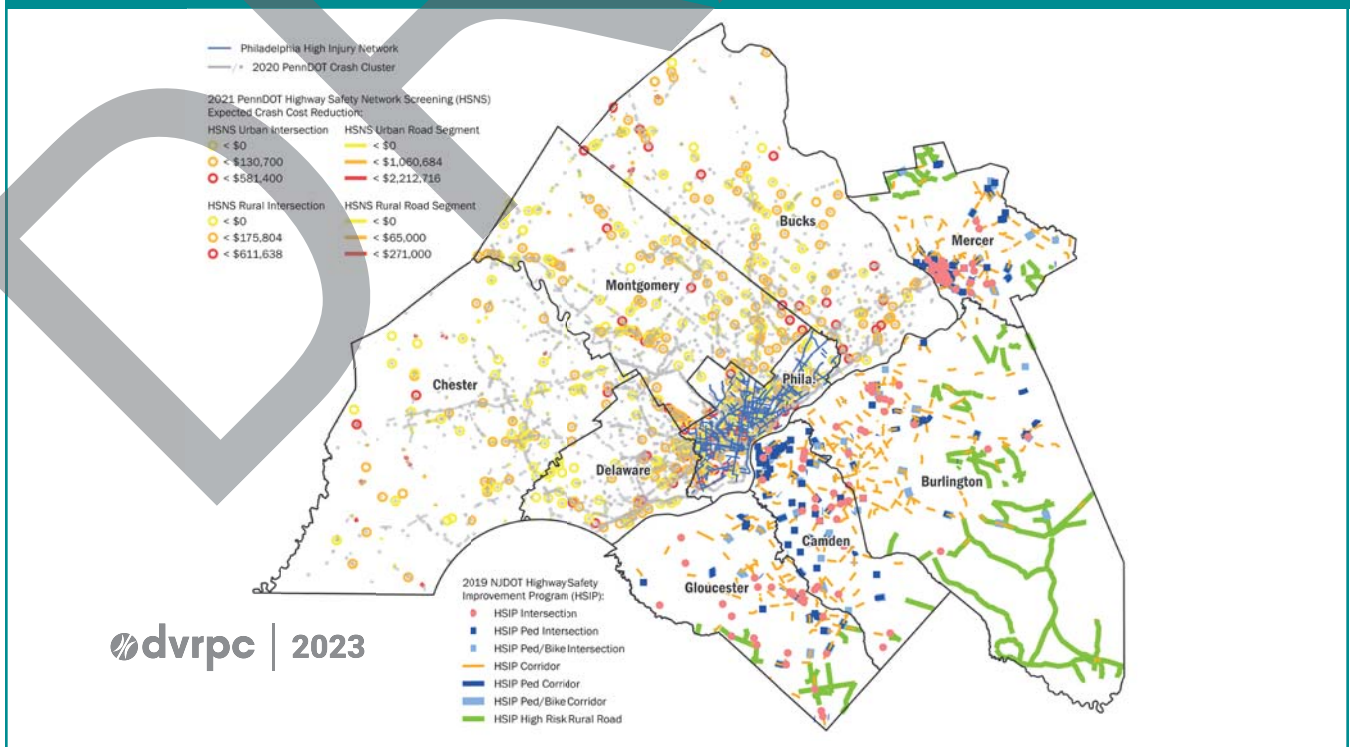 Philadelphia High Injury Network
2020 PennDOT Crash Cluster
2021 PennDOT Highway Safety Network Screening (HSNS)
Expected Crash Cost Reduction:
HSNS Urban Intersection
< $0
< $130,700
< $581,400
HSNS Urban Road Segment
< $0
< $1,060,684
< $2,212,716
HSNS Rural Intersection
< $0
< $175,804
< $611,638
HSNS Rural Road Segment
< $0
< $65,000
< $271,000
Bucks
Mercer
Montgomery
Chester
Phila.
Delaware
Burlington
Camden
Gloucester
2019 NJDOT Highway Safety
Improvement Program (HSIP):
HSIP Intersection
HSIP Ped Intersection
HSIP Ped/Bike Intersection
HSIP Corridor
HSIP Ped Corridor
HSIP Ped/Bike Corridor
HSIP High Risk Rural Road
dvrpc | 2023